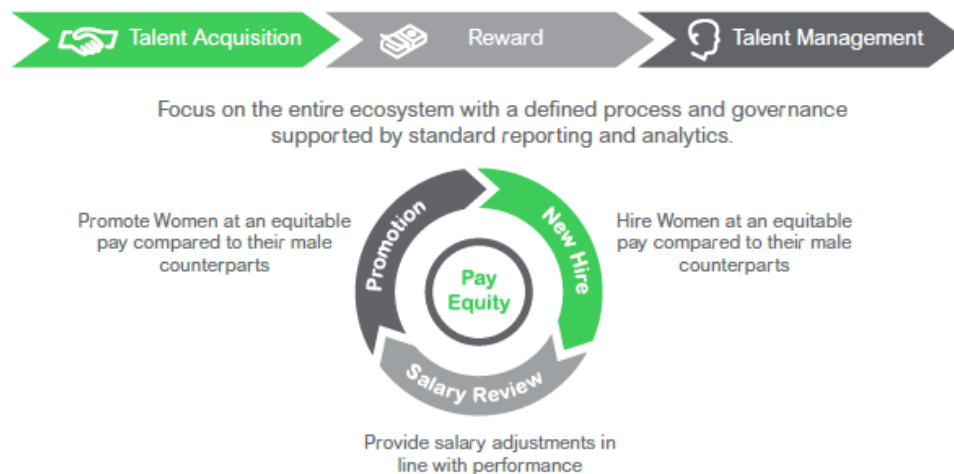 Talent Acquisition
Reward
Talent Management
Focus on the entire ecosystem with a defined process and governance
supported by standard reporting and analytics.
Promote Women at an equitable
pay compared to their male
counterparts
Promotion
New Hire
Hire Women at an equitable
pay compared to their male
counterparts
Pay
Equity
Salary Review
Provide salary adjustments in
line with performance